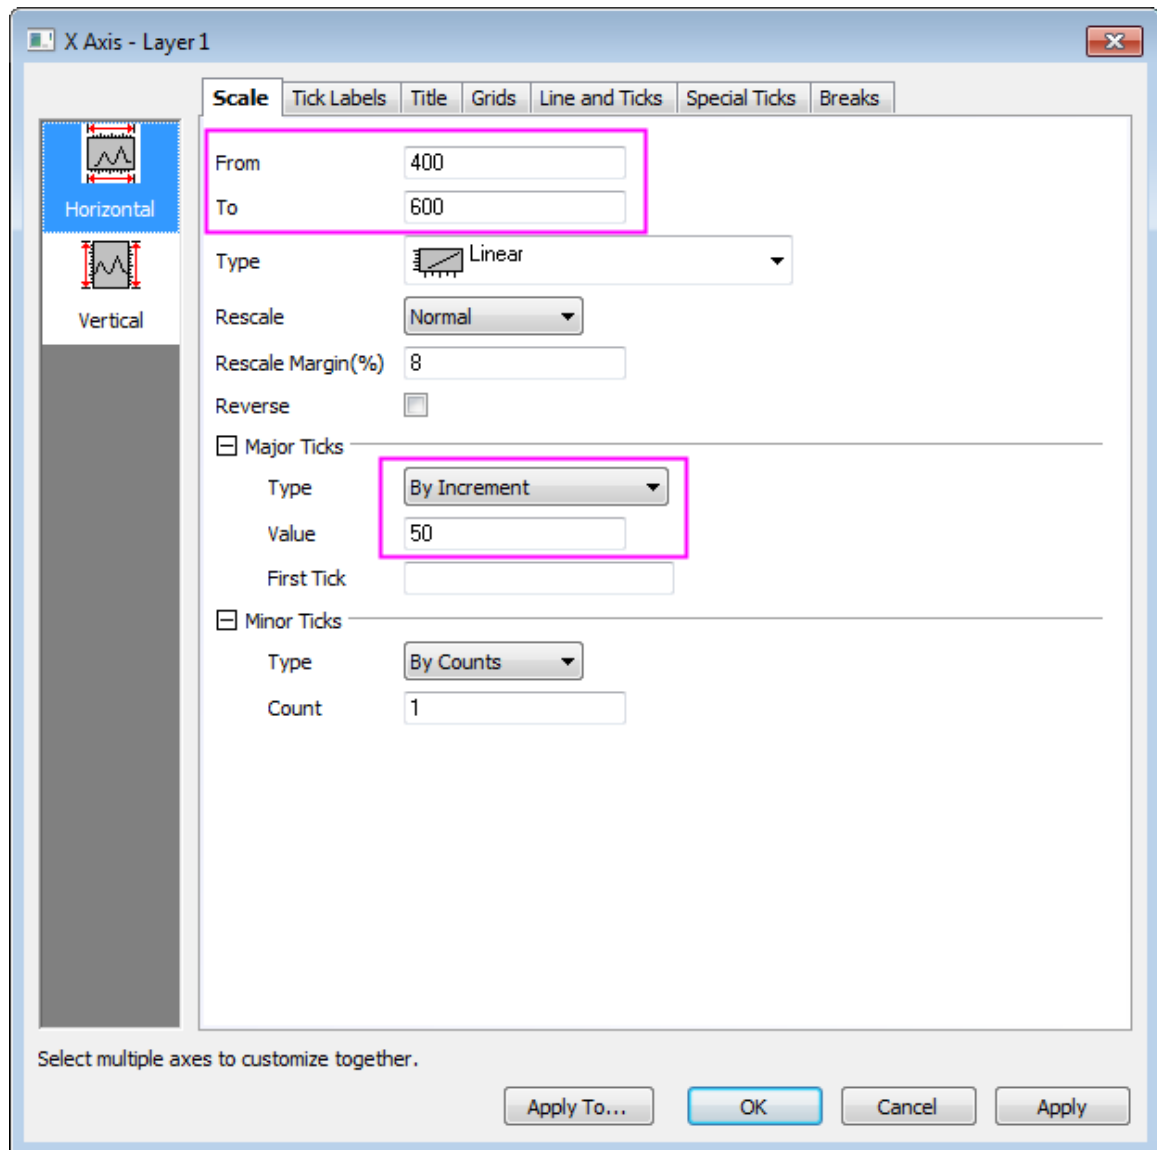 X Axis - Layer 1
Scale Tick Labels Title Grids Line and Ticks Special Ticks Breaks
Horizontal
Vertical
From 400
To 600
Type Linear
Rescale Normal
Rescale Margin(%) 8
Reverse
Major Ticks
Type By Increment
Value 50
First Tick
Minor Ticks
Type By Counts
Count 1
Select multiple axes to customize together.
Apply To... OK Cancel Apply